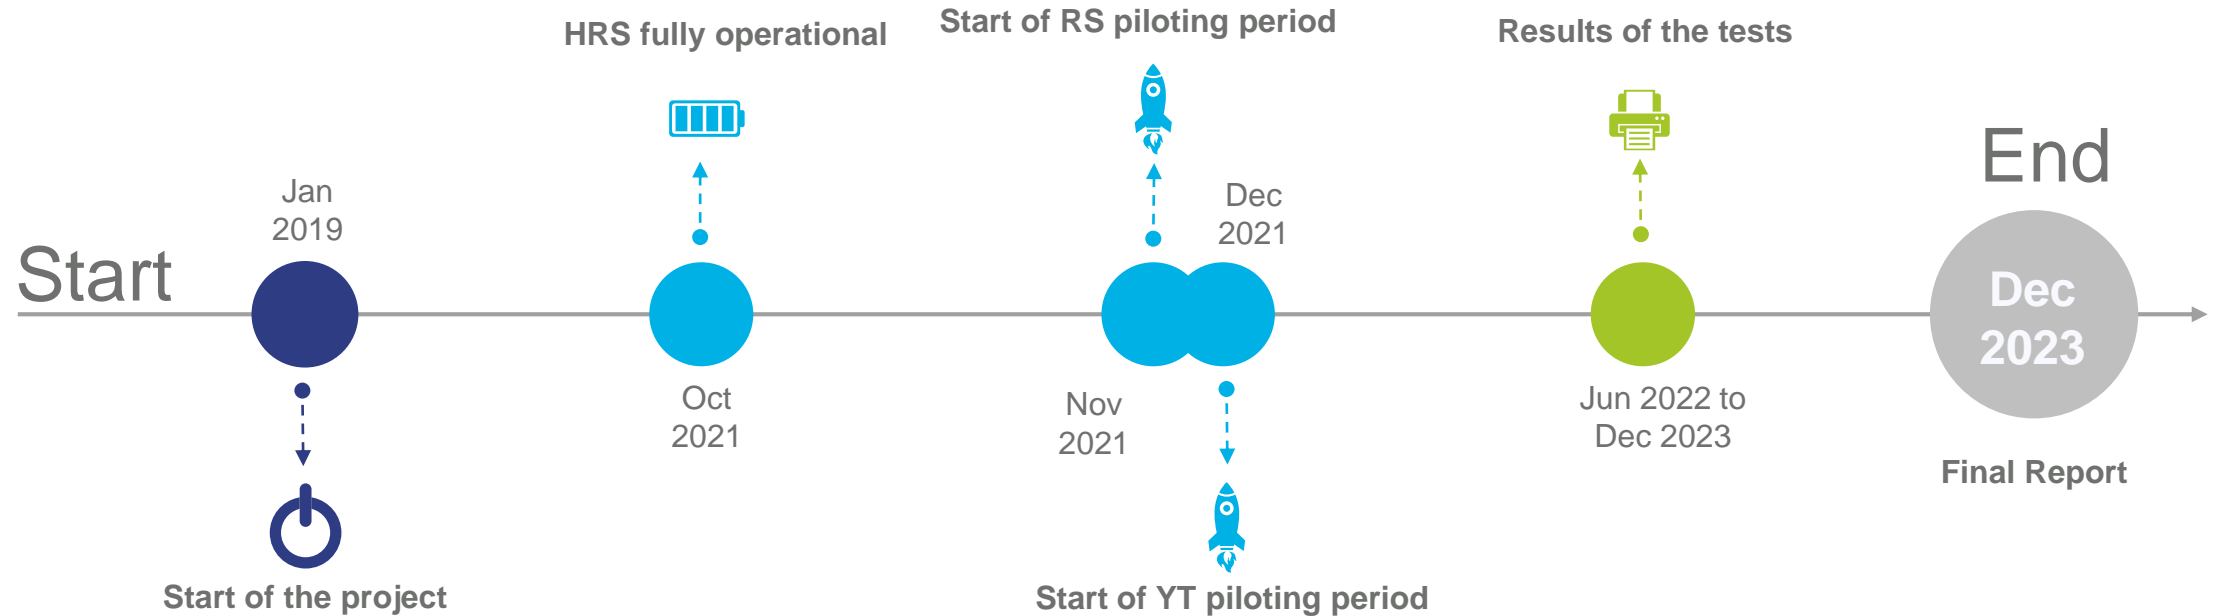 Start
Jan
2019
Start of the project
HRS fully operational
Oct
2021
Start of RS piloting period
Nov
2021
Dec
2021
Start of YT piloting period
Results of the tests
Jun 2022 to
Dec 2023
End
Dec
2023
Final Report